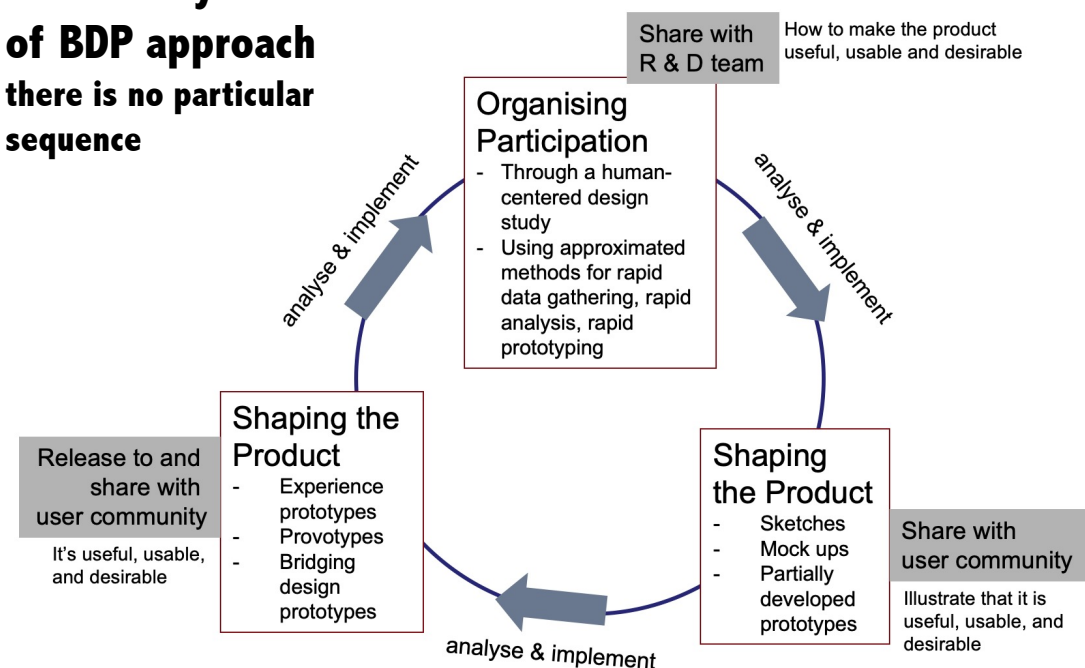 of BDP approach
there is no particular
sequence
Share with
R & D team
How to make the product
useful, usable and desirable
Organising
Participation
- Through a human-
centered design
study
- Using approximated
methods for rapid
data gathering, rapid
analysis, rapid
prototyping
analyse & implement
analyse & implement
Shaping the
Product
- Experience
prototypes
- Provotypes
- Bridging
design
prototypes
Release to and
share with
user community
It's useful, usable,
and desirable
Shaping
the Product
- Sketches
- Mock ups
- Partially
developed
prototypes
Share with
user community
Illustrate that it is
useful, usable, and
desirable
analyse & implement